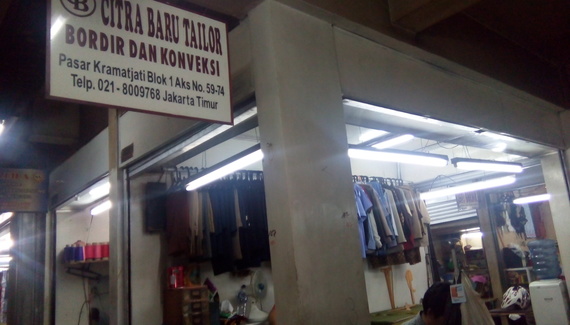 B
CITRA BARU TAILOR
BORDIR DAN KONVEKSI
Pasar Kramatjati Blok 1 Aks No. 59-74
Telp. 021 - 8009768 Jakarta Timur